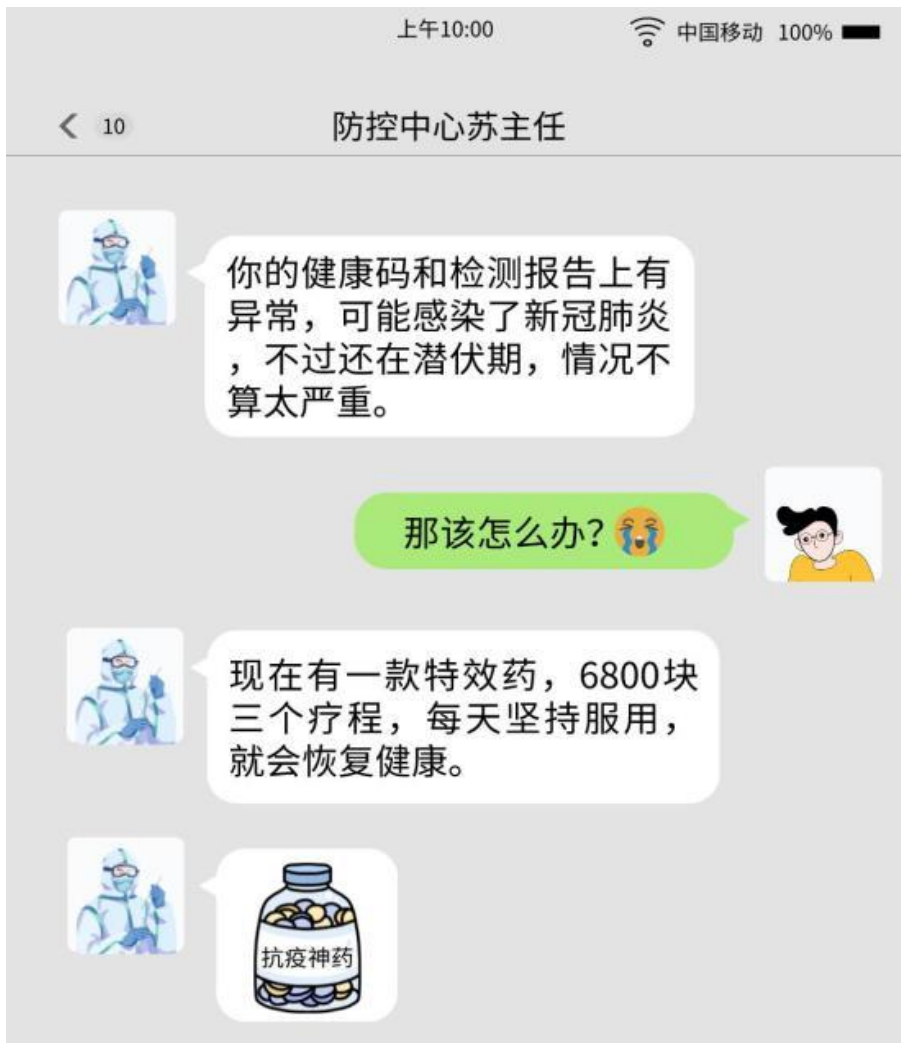 上午10:00 中国移动 100%
10 防控中心苏主任
你的健康码和检测报告上有
异常，可能感染了新冠肺炎
，不过还在潜伏期，情况不
算太严重。
那该怎么办？😭
现在有一款特效药，6800块
三个疗程，每天坚持服用，
就会恢复健康。
抗疫神药